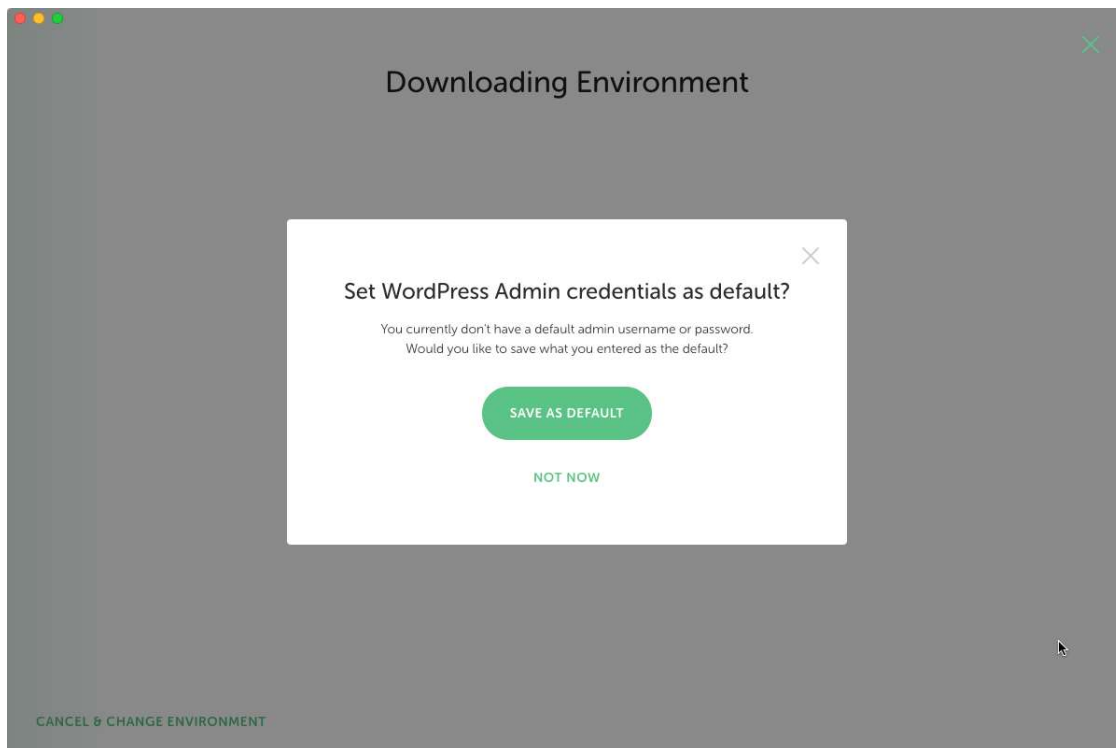 Downloading Environment
Set WordPress Admin credentials as default?
You currently don't have a default admin username or password.
Would you like to save what you entered as the default?
SAVE AS DEFAULT
NOT NOW
CANCEL & CHANGE ENVIRONMENT